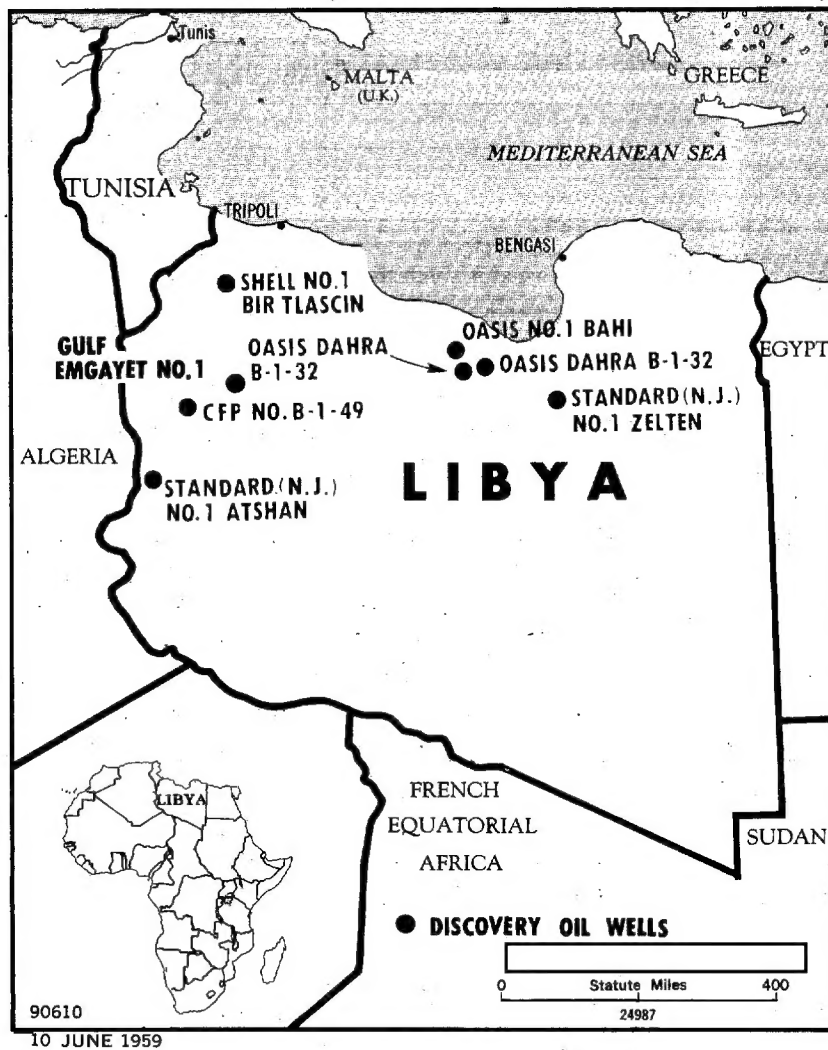 Tunis
MALTA
(U.K.)
GREECE
MEDITERRANEAN SEA
TUNISIA
TRIPOLI
BENGASI
SHELL NO.1
BIR TLASCIN
OASIS NO.1 BAHI
GULF
EMGAYET NO.1
OASIS DAHRA
B-1-32
OASIS DAHRA B-1-32
EGYPT
CFP NO.B-1-49
STANDARD (N.J.)
NO.1 ZELTEN
ALGERIA
LIBYA
STANDARD (N.J.)
NO.1 ATSHAN
LIBYA
FRENCH
EQUATORIAL
AFRICA
SUDAN
DISCOVERY OIL WELLS
0 Statute Miles 400
24987
90610
10 JUNE 1959